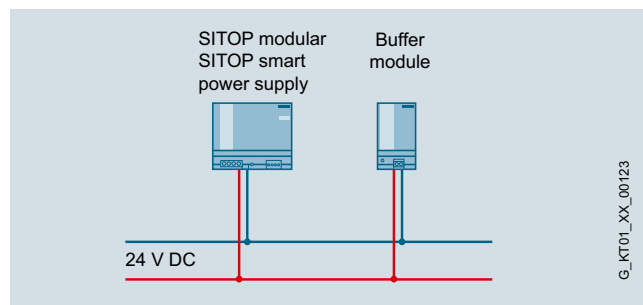 SITOP modular
SITOP smart
power supply
Buffer
module
24 V DC
G_KT01_XX_00123